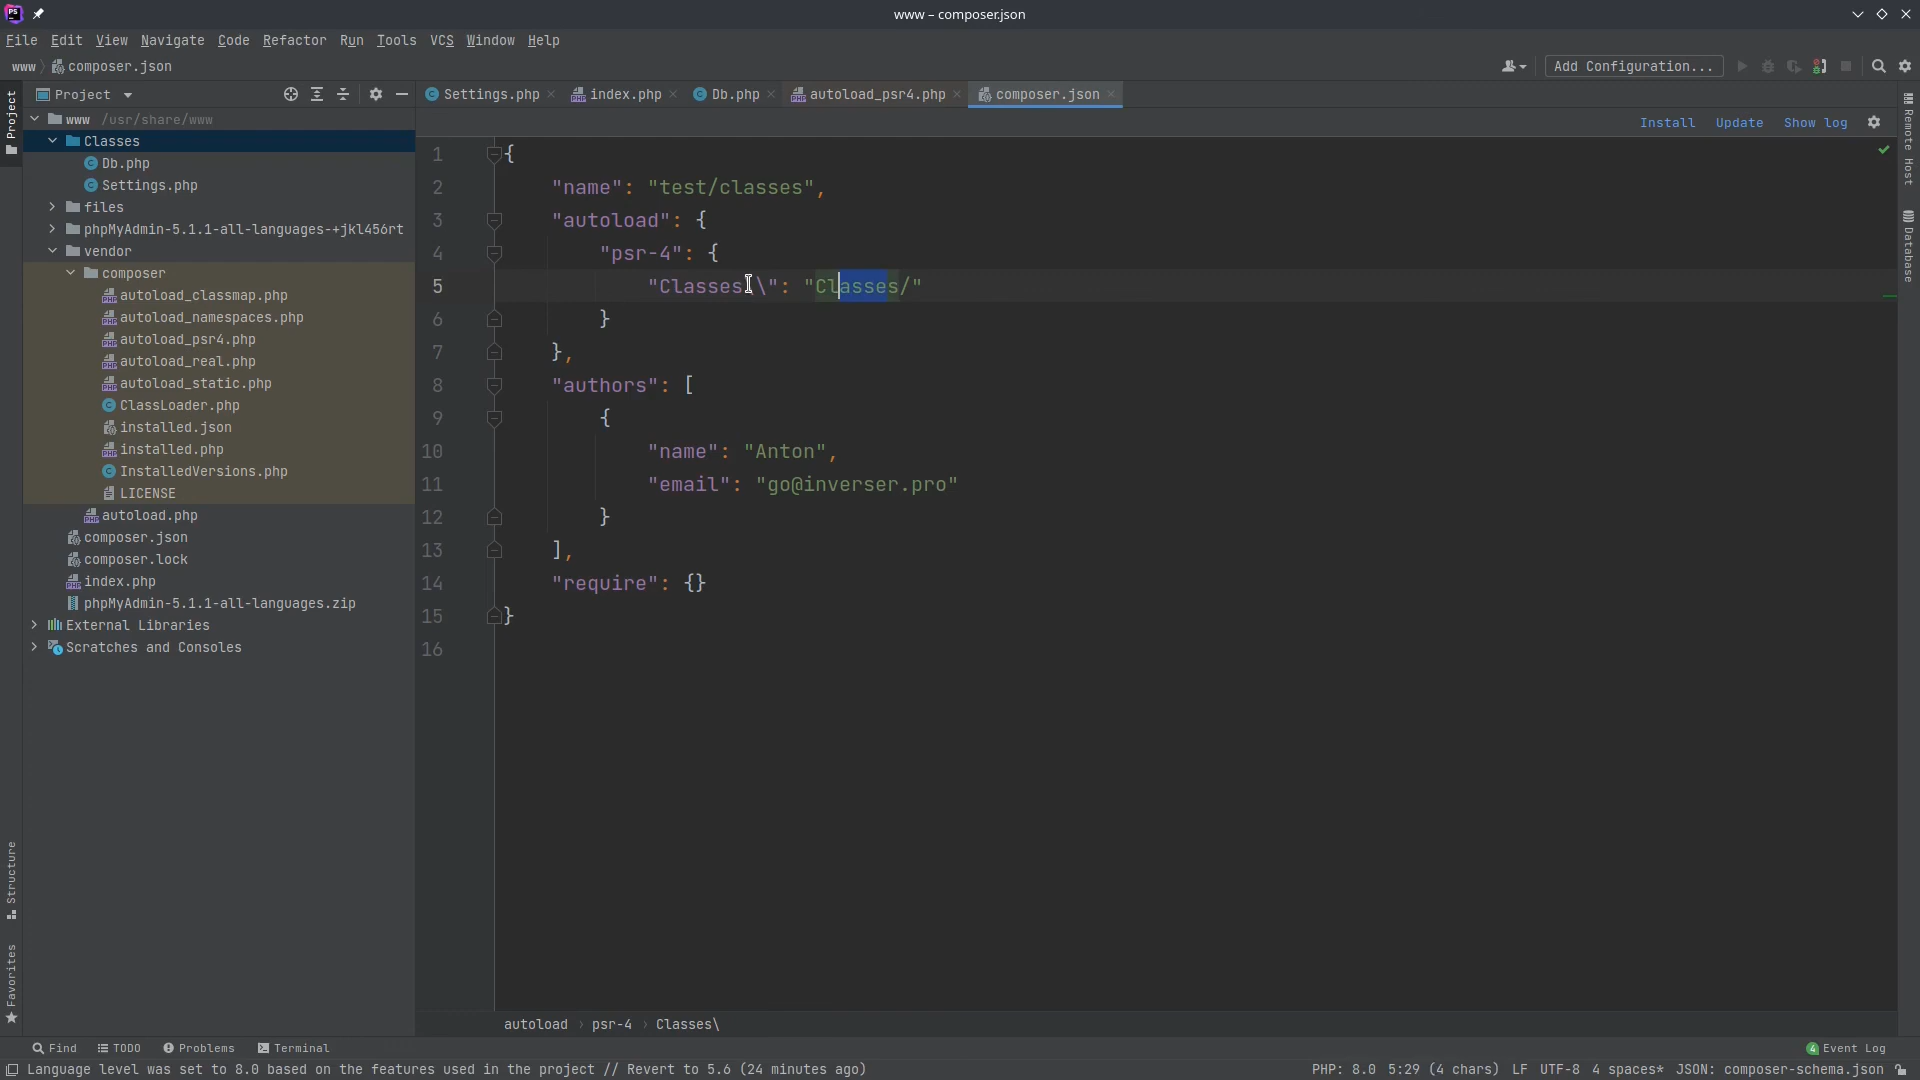 www – composer.json
File Edit View Navigate Code Refactor Run Tools VCS Window Help
www composer.json
Add Configuration...
Project
Settings.php
index.php
Db.php
autoload_psr4.php
composer.json
Install Update Show log
www /usr/share/www
Classes
Db.php
Settings.php
files
phpMyAdmin-5.1.1-all-languages-+jkl456rt
vendor
composer
autoload_classmap.php
autoload_namespaces.php
autoload_psr4.php
autoload_real.php
autoload_static.php
ClassLoader.php
installed.json
installed.php
InstalledVersions.php
LICENSE
autoload.php
composer.json
composer.lock
index.php
phpMyAdmin-5.1.1-all-languages.zip
External Libraries
Scratches and Consoles
1 {
2 "name": "test/classes",
3 "autoload": {
4 "psr-4": {
5 "Classes\\": "Classes/"
6 }
7 },
8 "authors": [
9 {
10 "name": "Anton",
11 "email": "go@inverser.pro"
12 }
13 ],
14 "require": {}
15 }
16
autoload › psr-4 › Classes\
Project
Structure
Favorites
Remote Host
Database
Find TODO Problems Terminal
4 Event Log
Language level was set to 8.0 based on the features used in the project // Revert to 5.6 (24 minutes ago)
PHP: 8.0 5:29 (4 chars) LF UTF-8 4 spaces* JSON: composer-schema.json